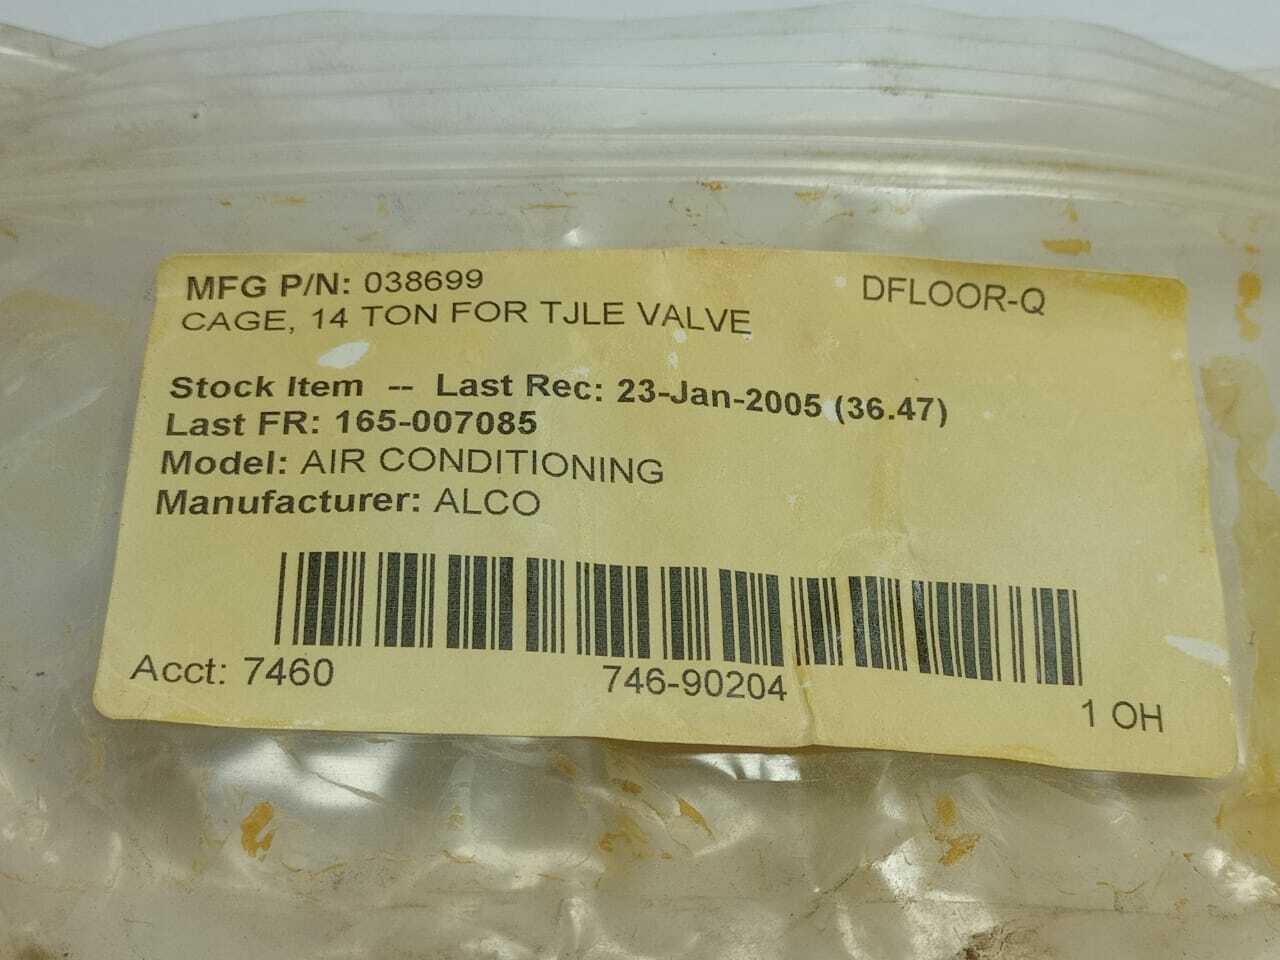 MFG P/N: 038699 DFLOOR-Q
CAGE, 14 TON FOR TJLE VALVE
Stock Item -- Last Rec: 23-Jan-2005 (36.47)
Last FR: 165-007085
Model: AIR CONDITIONING
Manufacturer: ALCO
Acct: 7460 746-90204 1 OH